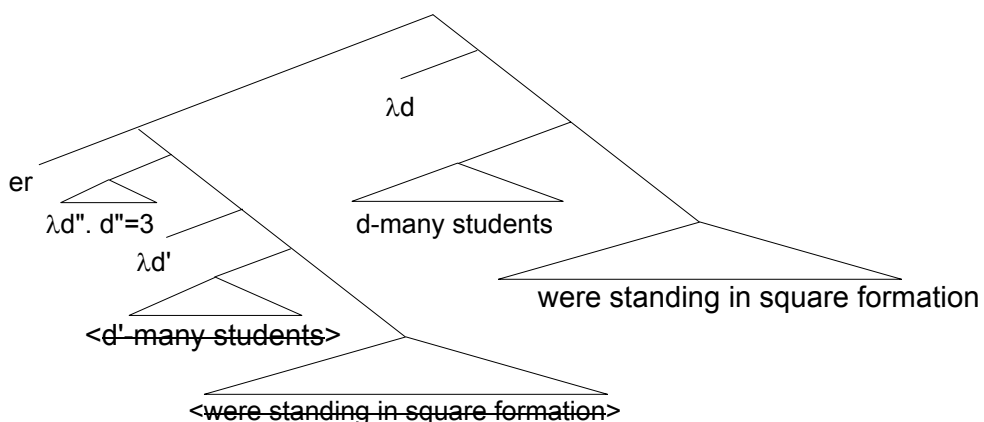 λd
er
λd". d"=3
d-many students
λd'
were standing in square formation
<d'-many students>
<were standing in square formation>